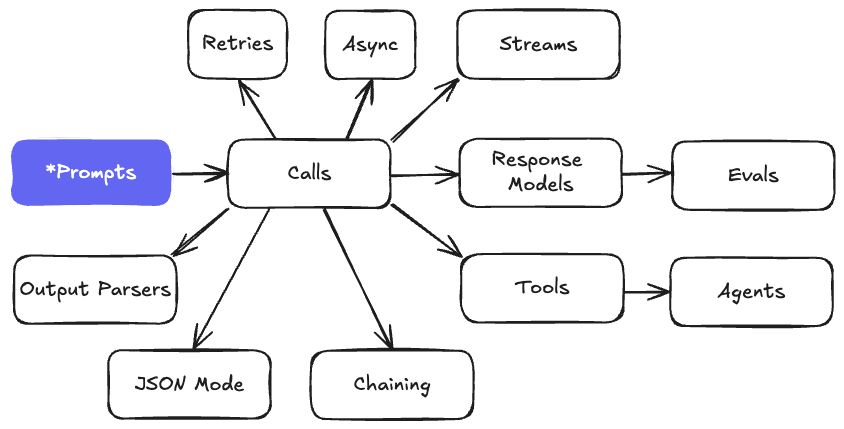 Retries
Async
Streams
*Prompts
Calls
Response
Models
Evals
Output Parsers
Tools
Agents
JSON Mode
Chaining